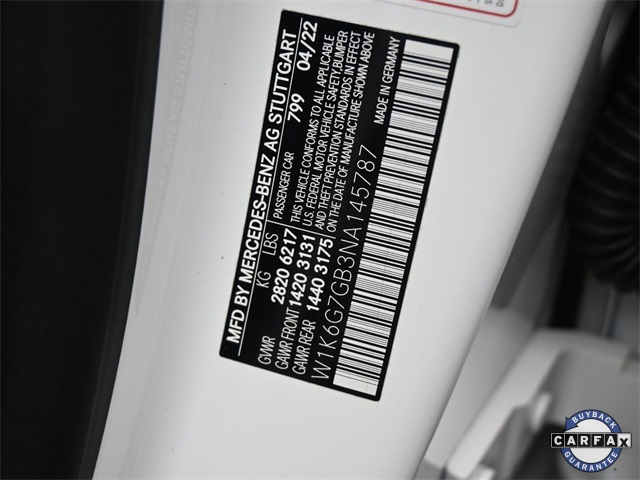 MFD BY MERCEDES-BENZ AG STUTTGART
PASSENGER CAR 799 04/22
KG LBS
GVWR 2820 6217
GAWR FRONT 1420 3131
GAWR REAR 1440 3175
THIS VEHICLE CONFORMS TO ALL APPLICABLE
U.S. FEDERAL MOTOR VEHICLE SAFETY, BUMPER
AND THEFT PREVENTION STANDARDS IN EFFECT
ON THE DATE OF MANUFACTURE SHOWN ABOVE
W1K6G7GB3NA145787
MADE IN GERMANY
BUYBACK
CARFAX
GUARANTEE